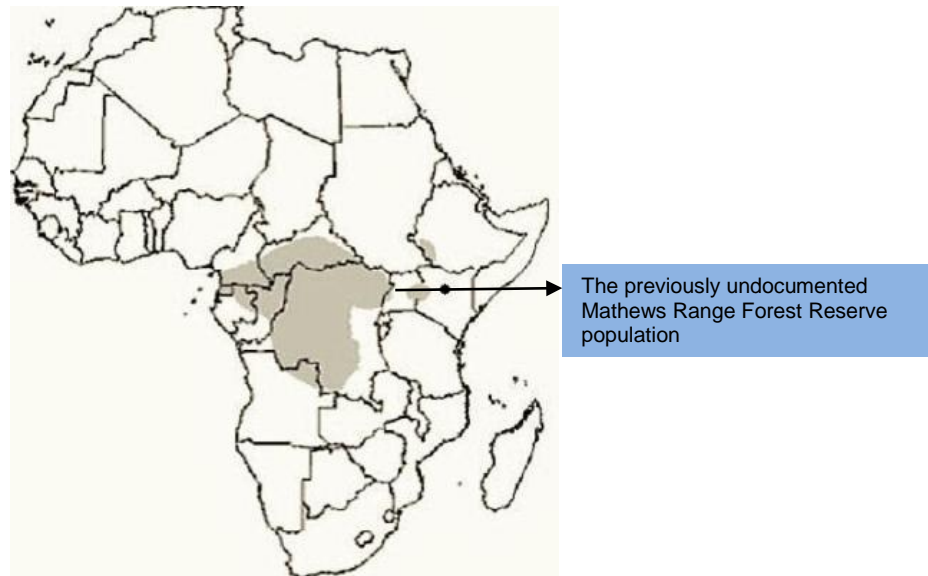 The previously undocumented
Mathews Range Forest Reserve
population